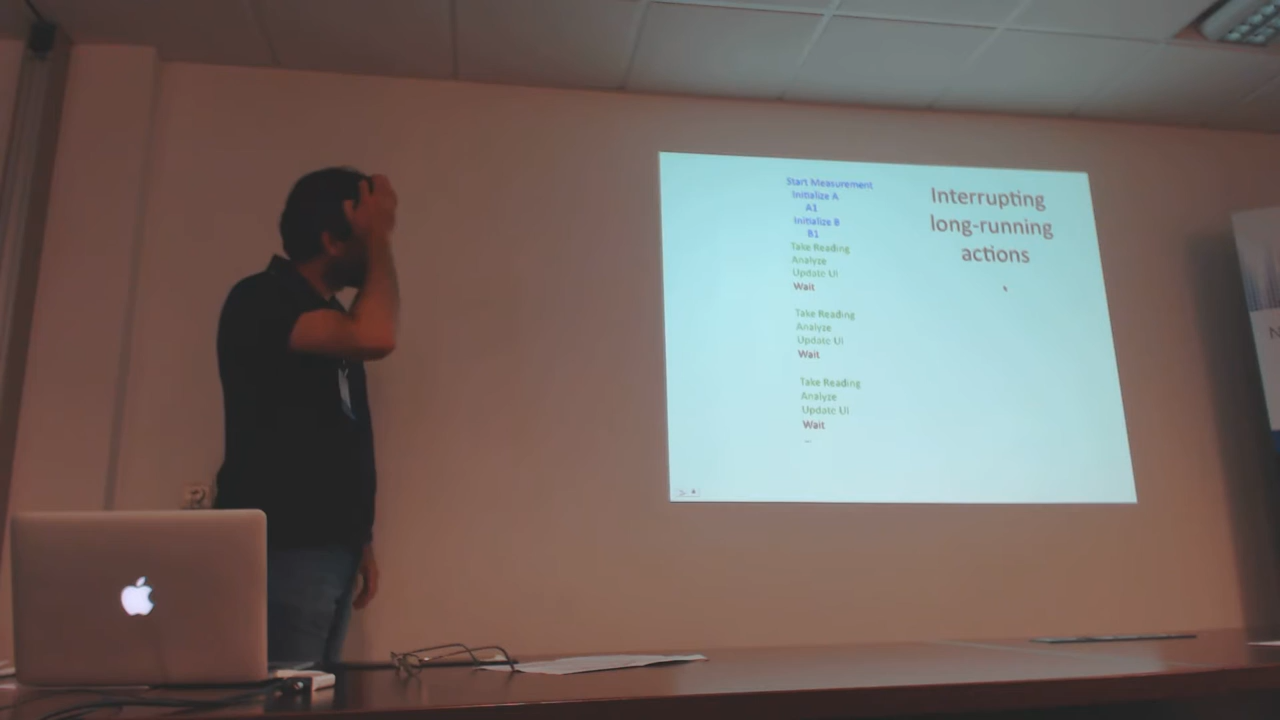 Start Measurement
Initialize A
A1
Initialize B
B1
Take Reading
Analyze
Update UI
Wait
Take Reading
Analyze
Update UI
Wait
Take Reading
Analyze
Update UI
Wait
...
Interrupting
long-running
actions
N